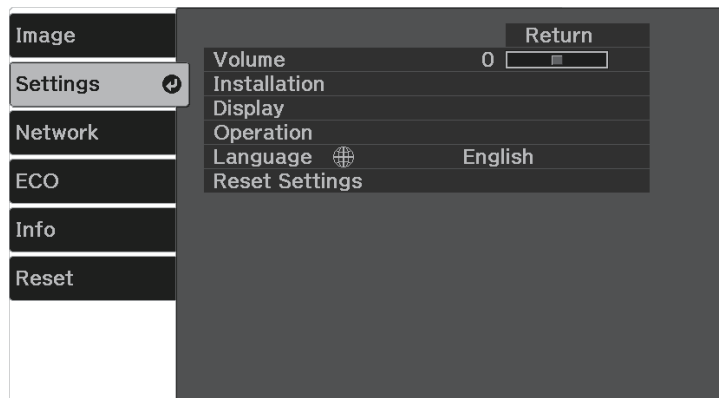 Image
Settings
Network
ECO
Info
Reset
Return
Volume 0
Installation
Display
Operation
Language English
Reset Settings